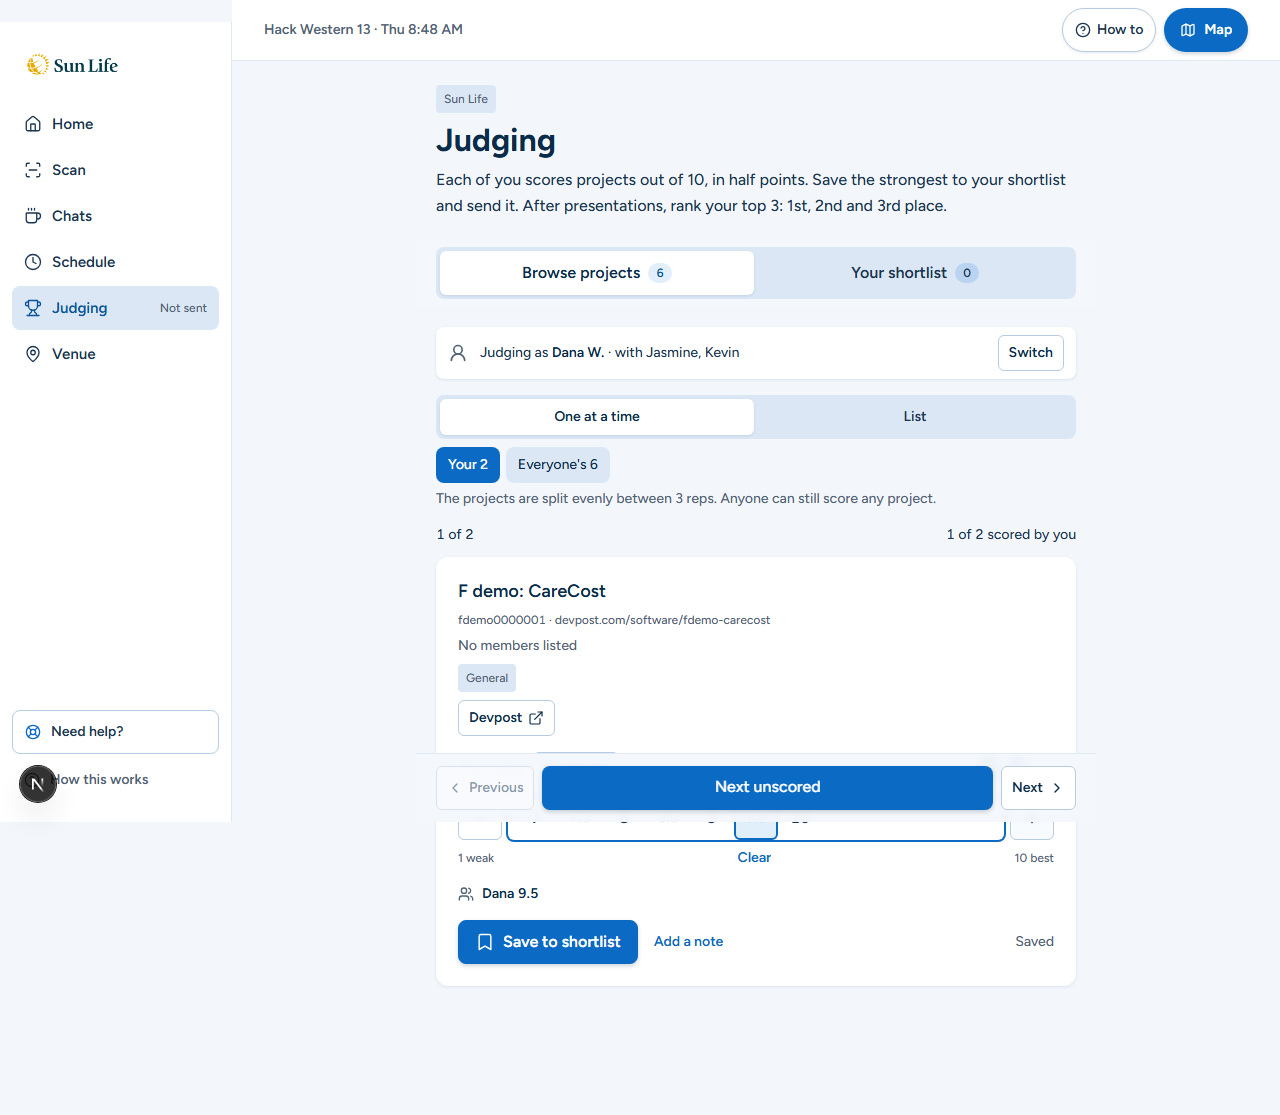 Hack Western 13 · Thu 8:48 AM
How to
Map
Sun Life
Home
Scan
Chats
Schedule
Judging
Not sent
Venue
Need help?
How this works
Sun Life
Judging
Each of you scores projects out of 10, in half points. Save the strongest to your shortlist
and send it. After presentations, rank your top 3: 1st, 2nd and 3rd place.
Browse projects 6
Your shortlist 0
Judging as Dana W. · with Jasmine, Kevin
Switch
One at a time
List
Your 2
Everyone's 6
The projects are split evenly between 3 reps. Anyone can still score any project.
1 of 2
1 of 2 scored by you
F demo: CareCost
fdemo0000001 · devpost.com/software/fdemo-carecost
No members listed
General
Devpost
Previous
Next unscored
Next
1 weak
Clear
10 best
Dana 9.5
Save to shortlist
Add a note
Saved